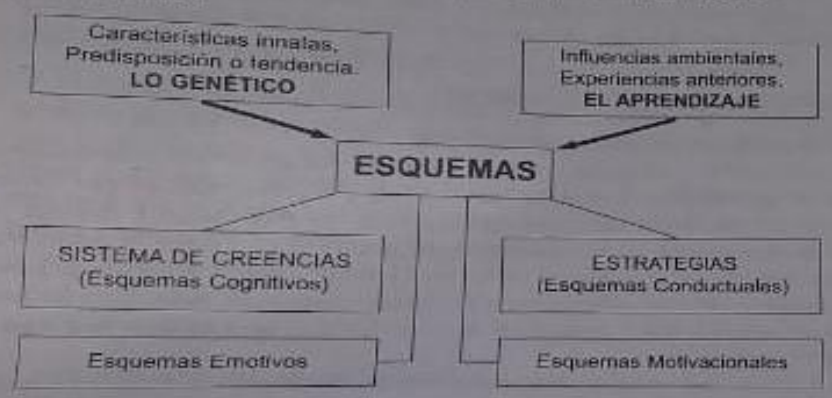 Características innatas,
Predisposición o tendencia.
LO GENÉTICO
Influencias ambientales,
Experiencias anteriores.
EL APRENDIZAJE
ESQUEMAS
SISTEMA DE CREENCIAS
(Esquemas Cognitivos)
ESTRATEGIAS
(Esquemas Conductuales)
Esquemas Emotivos
Esquemas Motivacionales